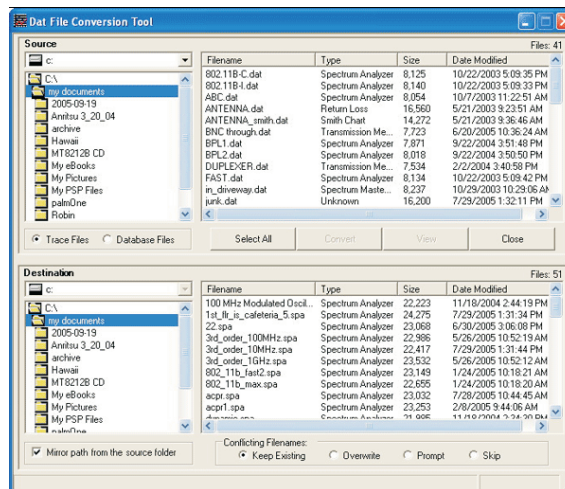 Dat File Conversion Tool
Source
Files: 41
c:
C:\
my documents
2005-09-19
Anritsu 3_20_04
archive
Hawaii
MT8212B CD
My eBooks
My Pictures
My PSP Files
palmOne
Robin
Filename Type Size Date Modified
802.11B-C.dat Spectrum Analyzer 8,125 10/22/2003 5:09:35 PM
802.11B-I.dat Spectrum Analyzer 8,140 10/22/2003 5:09:33 PM
ABC.dat Spectrum Analyzer 8,054 10/7/2003 11:22:51 AM
ANTENNA.dat Return Loss 16,560 5/21/2003 9:23:51 AM
ANTENNA_smith.dat Smith Chart 14,272 5/21/2003 9:36:46 AM
BNC through.dat Transmission Me... 7,723 6/20/2005 10:36:24 AM
BPL1.dat Spectrum Analyzer 7,871 9/22/2004 3:51:48 PM
BPL2.dat Spectrum Analyzer 8,018 9/22/2004 3:50:50 PM
DUPLEXER.dat Transmission Me... 7,534 2/2/2004 3:40:58 PM
FAST.dat Spectrum Analyzer 8,134 10/22/2003 5:09:42 PM
in_driveway.dat Spectrum Maste... 8,237 10/29/2003 10:29:06 AM
junk.dat Unknown 16,200 7/29/2005 1:32:11 PM
Trace Files Database Files
Select All Convert View Close
Destination
Files: 51
c:
C:\
my documents
2005-09-19
Anritsu 3_20_04
archive
Hawaii
MT8212B CD
My eBooks
My Pictures
My PSP Files
palmOne
Filename Type Size Date Modified
100 MHz Modulated Oscil... Spectrum Analyzer 22,223 11/18/2004 2:44:19 PM
1st_flr_is_cafeteria_5.spa Spectrum Analyzer 24,275 7/29/2005 1:31:34 PM
22.spa Spectrum Analyzer 23,068 6/30/2005 3:06:08 PM
3rd_order_100MHz.spa Spectrum Analyzer 22,986 5/26/2005 10:52:19 AM
3rd_order_10MHz.spa Spectrum Analyzer 22,417 7/29/2005 1:31:44 PM
3rd_order_1GHz.spa Spectrum Analyzer 23,532 5/26/2005 10:52:12 AM
802_11b_fast2.spa Spectrum Analyzer 23,149 1/24/2005 10:18:21 AM
802_11b_max.spa Spectrum Analyzer 22,655 1/24/2005 10:18:20 AM
acpr.spa Spectrum Analyzer 23,032 7/28/2005 10:44:45 AM
acpr1.spa Spectrum Analyzer 23,253 2/8/2005 9:44:06 AM
dynamic.spa Spectrum Analyzer 21,985 11/18/2004 2:34:20 PM
Mirror path from the source folder
Conflicting Filenames:
Keep Existing Overwrite Prompt Skip